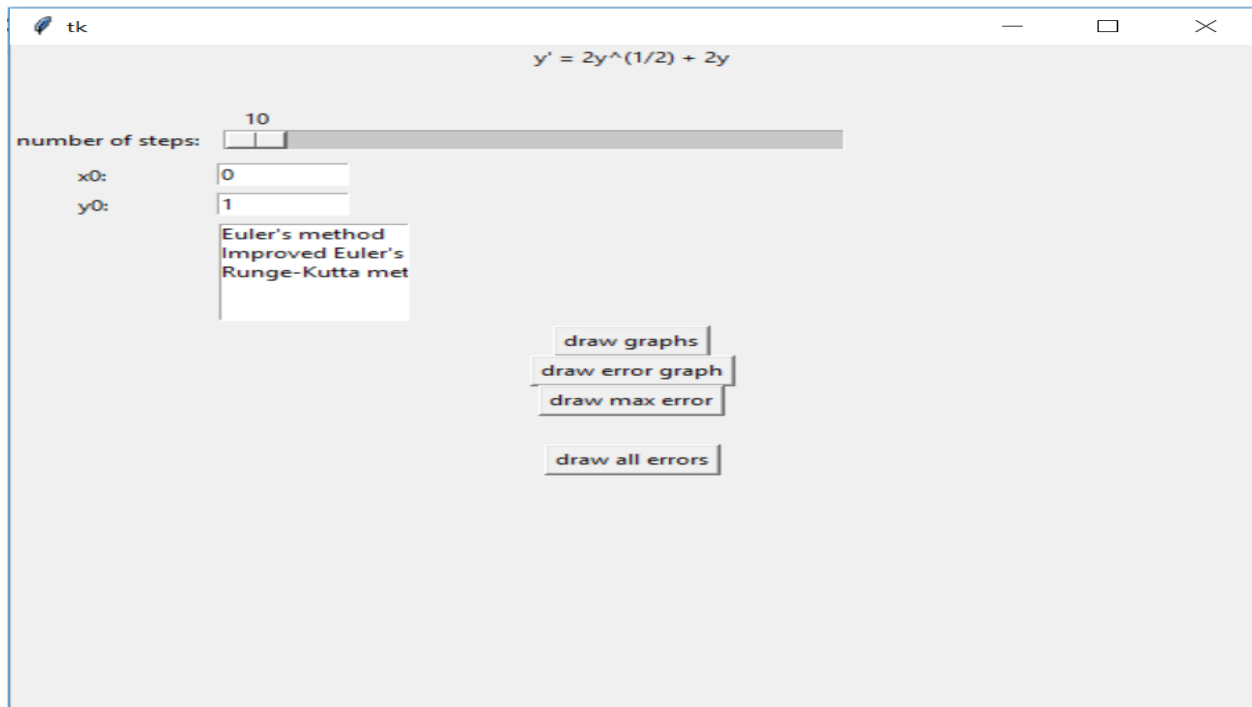 tk
y' = 2y^(1/2) + 2y
10
number of steps:
x0: 0
y0: 1
Euler's method
Improved Euler's
Runge-Kutta met
draw graphs
draw error graph
draw max error
draw all errors